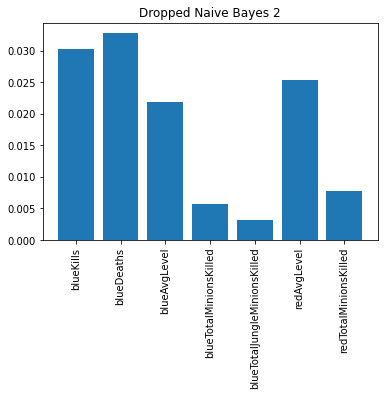 Dropped Naive Bayes 2
0.030
0.025
0.020
0.015
0.010
0.005
0.000
blueKills
blueDeaths
blueAvgLevel
blueTotalMinionsKilled
blueTotalJungleMinionsKilled
redAvgLevel
redTotalMinionsKilled